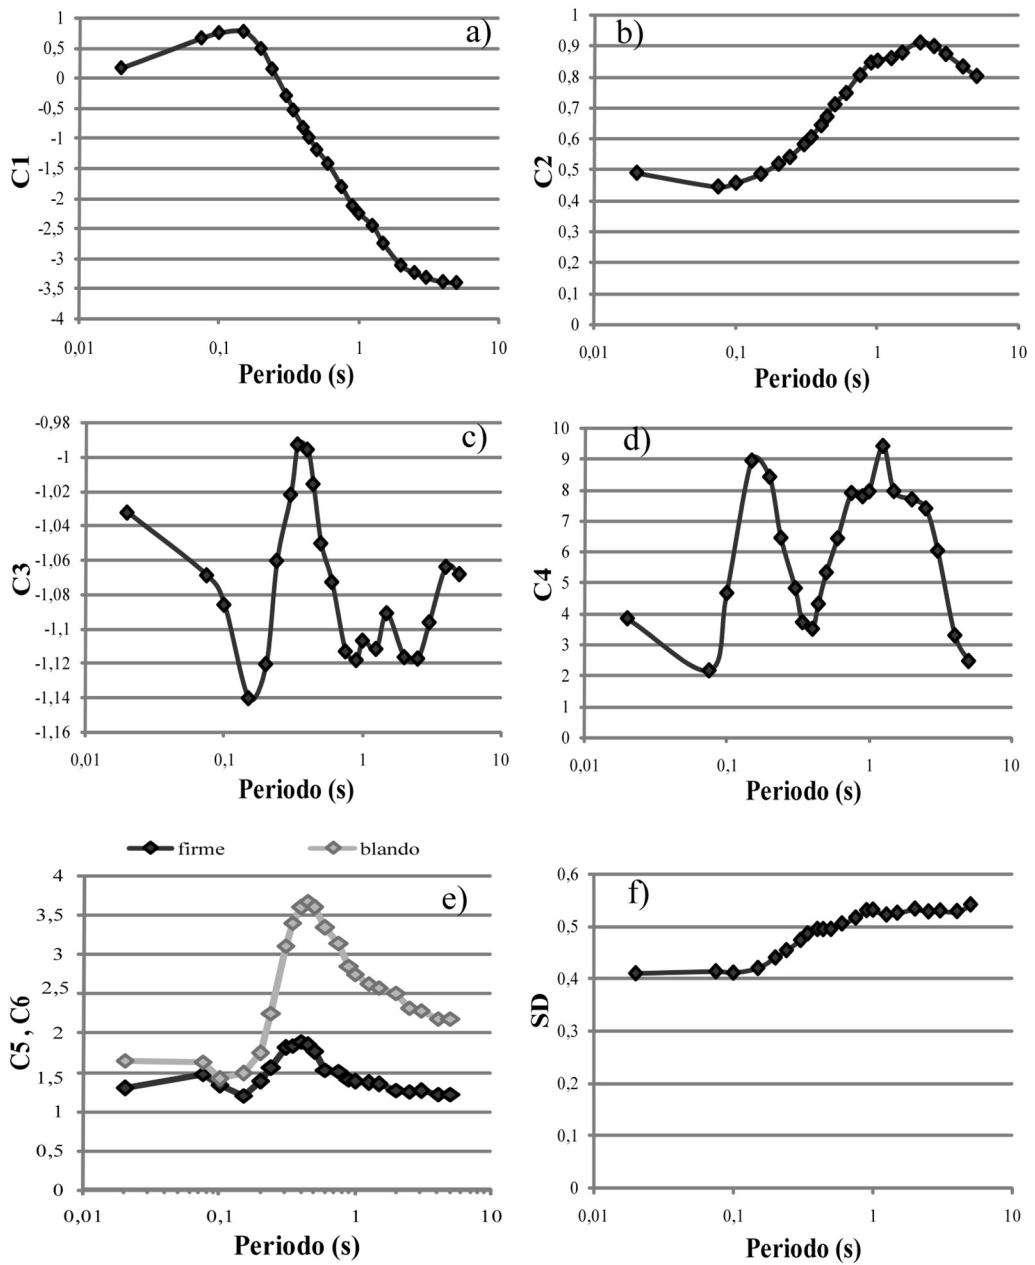 a)
1
0,5
0
-0,5
-1
-1,5
-2
-2,5
-3
-3,5
-4
C1
0,01 0,1 1 10
Periodo (s)
b)
1
0,9
0,8
0,7
0,6
0,5
0,4
0,3
0,2
0,1
0
C2
0,01 0,1 1 10
Periodo (s)
c)
-0,98
-1
-1,02
-1,04
-1,06
-1,08
-1,1
-1,12
-1,14
-1,16
C3
0,01 0,1 1 10
Periodo (s)
d)
10
9
8
7
6
5
4
3
2
1
0
C4
0,01 0,1 1 10
Periodo (s)
firme blando
e)
4
3,5
3
2,5
2
1,5
1
0,5
0
C5 , C6
0,01 0,1 1 10
Periodo (s)
f)
0,6
0,5
0,4
0,3
0,2
0,1
0
SD
0,01 0,1 1 10
Periodo (s)